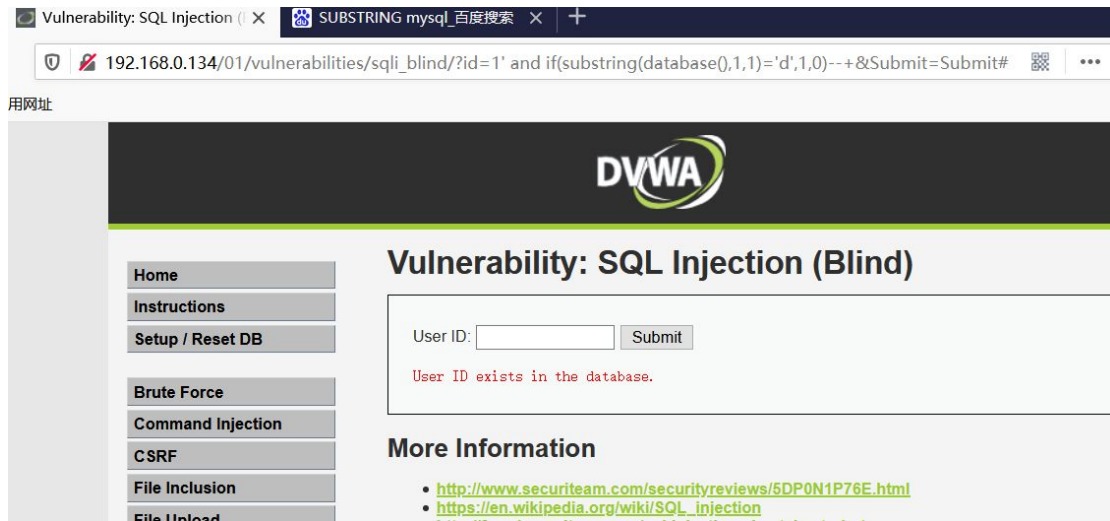 Vulnerability: SQL Injection (
SUBSTRING mysql_百度搜索
192.168.0.134/01/vulnerabilities/sqli_blind/?id=1' and if(substring(database(),1,1)='d',1,0)--+&Submit=Submit#
用网址
DVWA
Vulnerability: SQL Injection (Blind)
Home
Instructions
Setup / Reset DB
Brute Force
Command Injection
CSRF
File Inclusion
File Upload
User ID:
Submit
User ID exists in the database.
More Information
http://www.securiteam.com/securityreviews/5DP0N1P76E.html
https://en.wikipedia.org/wiki/SQL_injection